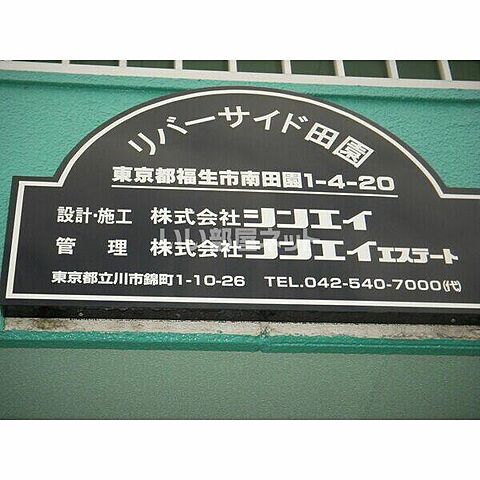 リバーサイド田園
東京都福生市南田園1-4-20
設計・施工 株式会社シンエイ
管理 株式会社シンエイエステート
いい部屋ネット
東京都立川市錦町1-10-26 TEL.042-540-7000㈹